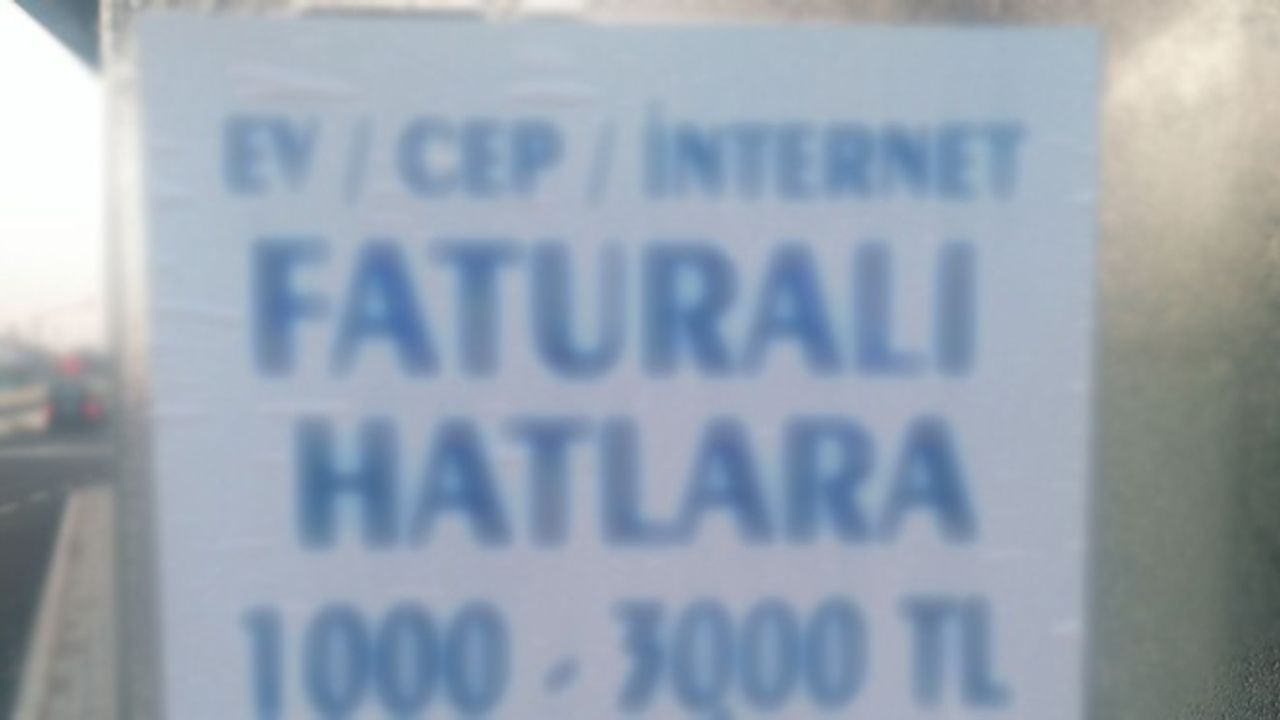 EV / CEP / İNTERNET
FATURALI
HATLARA
1000 - 3000 TL